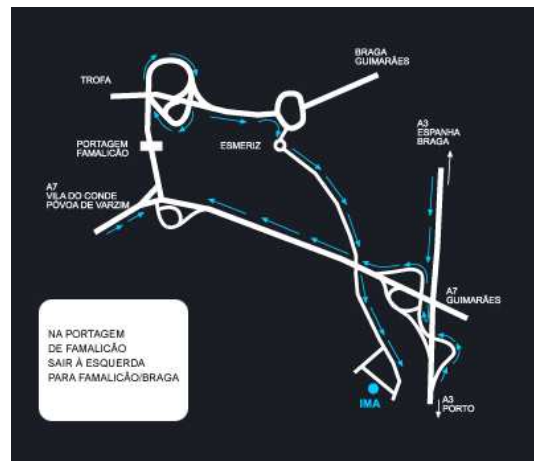 BRAGA
GUIMARÃES
TROFA
A3
ESPANHA
BRAGA
PORTAGEM
FAMALICÃO
ESMERIZ
A7
VILA DO CONDE
PÓVOA DE VARZIM
A7
GUIMARÃES
NA PORTAGEM
DE FAMALICÃO
SAIR À ESQUERDA
PARA FAMALICÃO/BRAGA
IMA
A3
PORTO